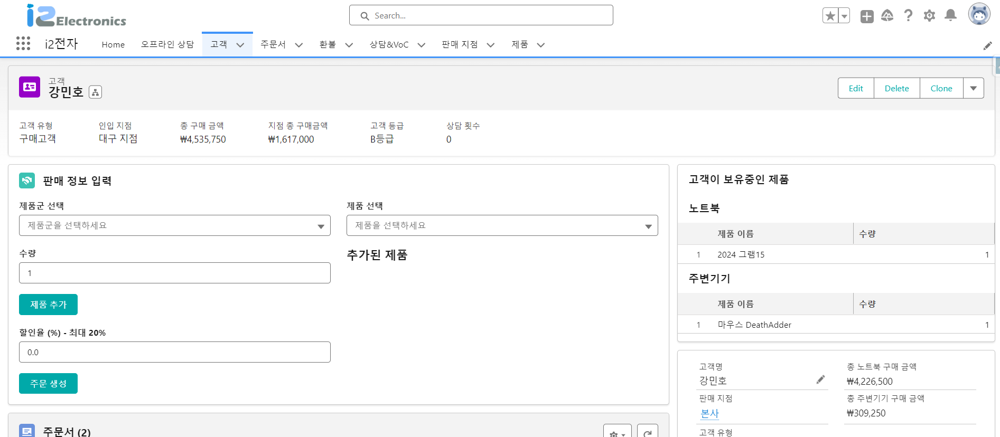 i2Electronics
Search...
i2전자
Home
오프라인 상담
고객
주문서
환불
상담&VoC
판매 지점
제품
고객
강민호
Edit
Delete
Clone
고객 유형
구매고객
인입 지점
대구 지점
총 구매 금액
₩4,535,750
지점 총 구매금액
₩1,617,000
고객 등급
B등급
상담 횟수
0
판매 정보 입력
제품군 선택
제품군을 선택하세요
제품 선택
제품을 선택하세요
수량
1
추가된 제품
제품 추가
할인율 (%) - 최대 20%
0.0
주문 생성
주문서 (2)
고객이 보유중인 제품
노트북
제품 이름 수량
1 2024 그램15 1
주변기기
제품 이름 수량
1 마우스 DeathAdder 1
고객명
강민호
총 노트북 구매 금액
₩4,226,500
판매 지점
본사
총 주변기기 구매 금액
₩309,250
고객 유형